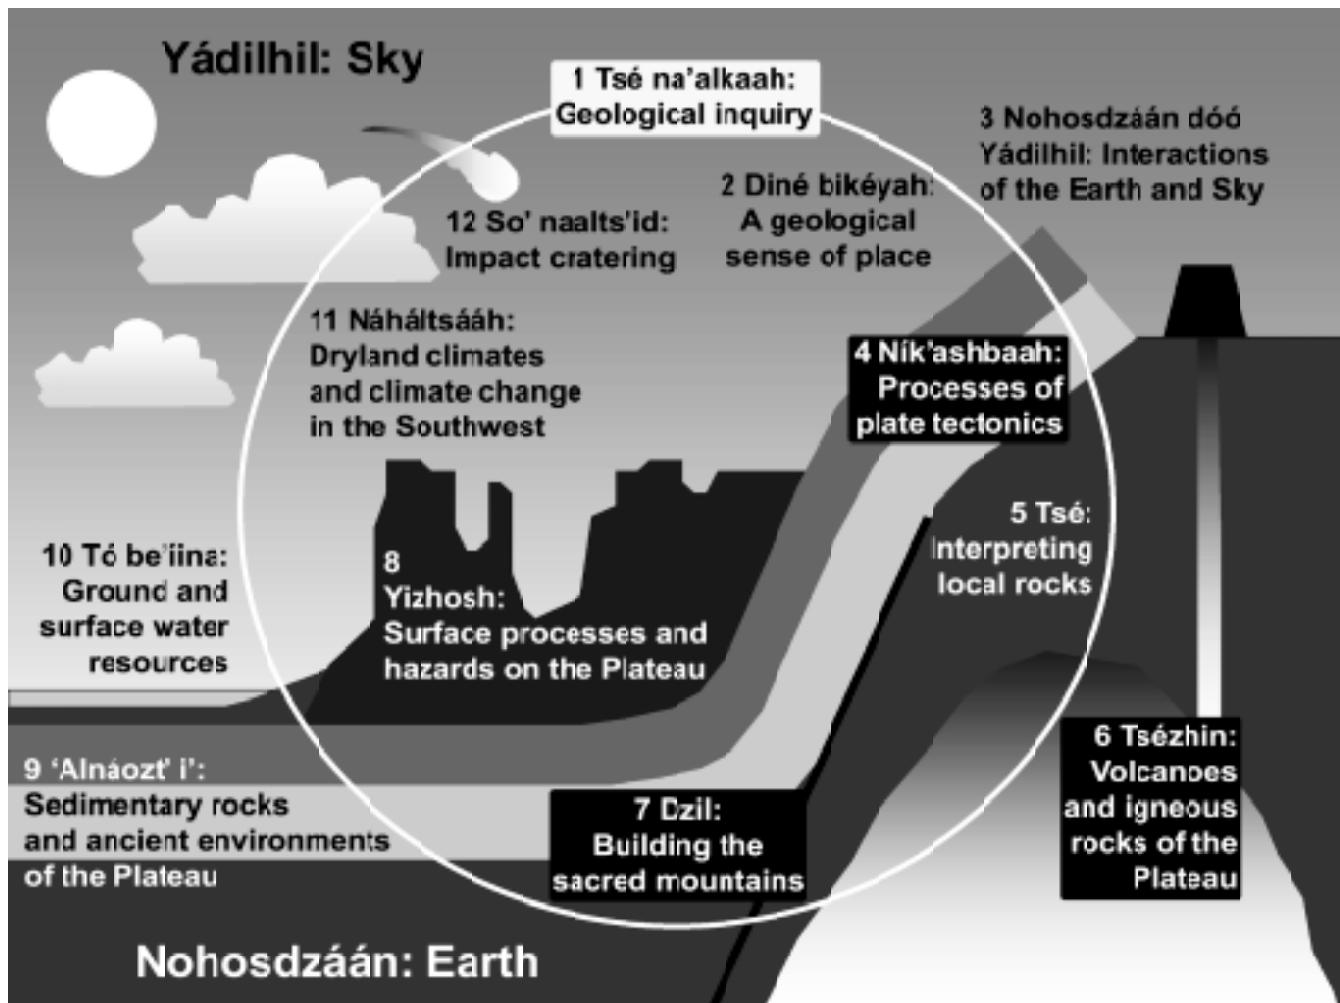 Yádilhil: Sky
1 Tsé na’alkaah:
Geological inquiry
2 Diné bikéyah:
A geological
sense of place
3 Nohosdzáán dóó
Yádilhil: Interactions
of the Earth and Sky
4 Ník’ashbaah:
Processes of
plate tectonics
5 Tsé:
Interpreting
local rocks
6 Tsézhin:
Volcanoes
and igneous
rocks of the
Plateau
7 Dzil:
Building the
sacred mountains
8
Yizhosh:
Surface processes and
hazards on the Plateau
9 ‘Alnáozt’ i’:
Sedimentary rocks
and ancient environments
of the Plateau
10 Tó be’iina:
Ground and
surface water
resources
11 Náháltsááh:
Dryland climates
and climate change
in the Southwest
12 So’ naalts’id:
Impact cratering
Nohosdzáán: Earth